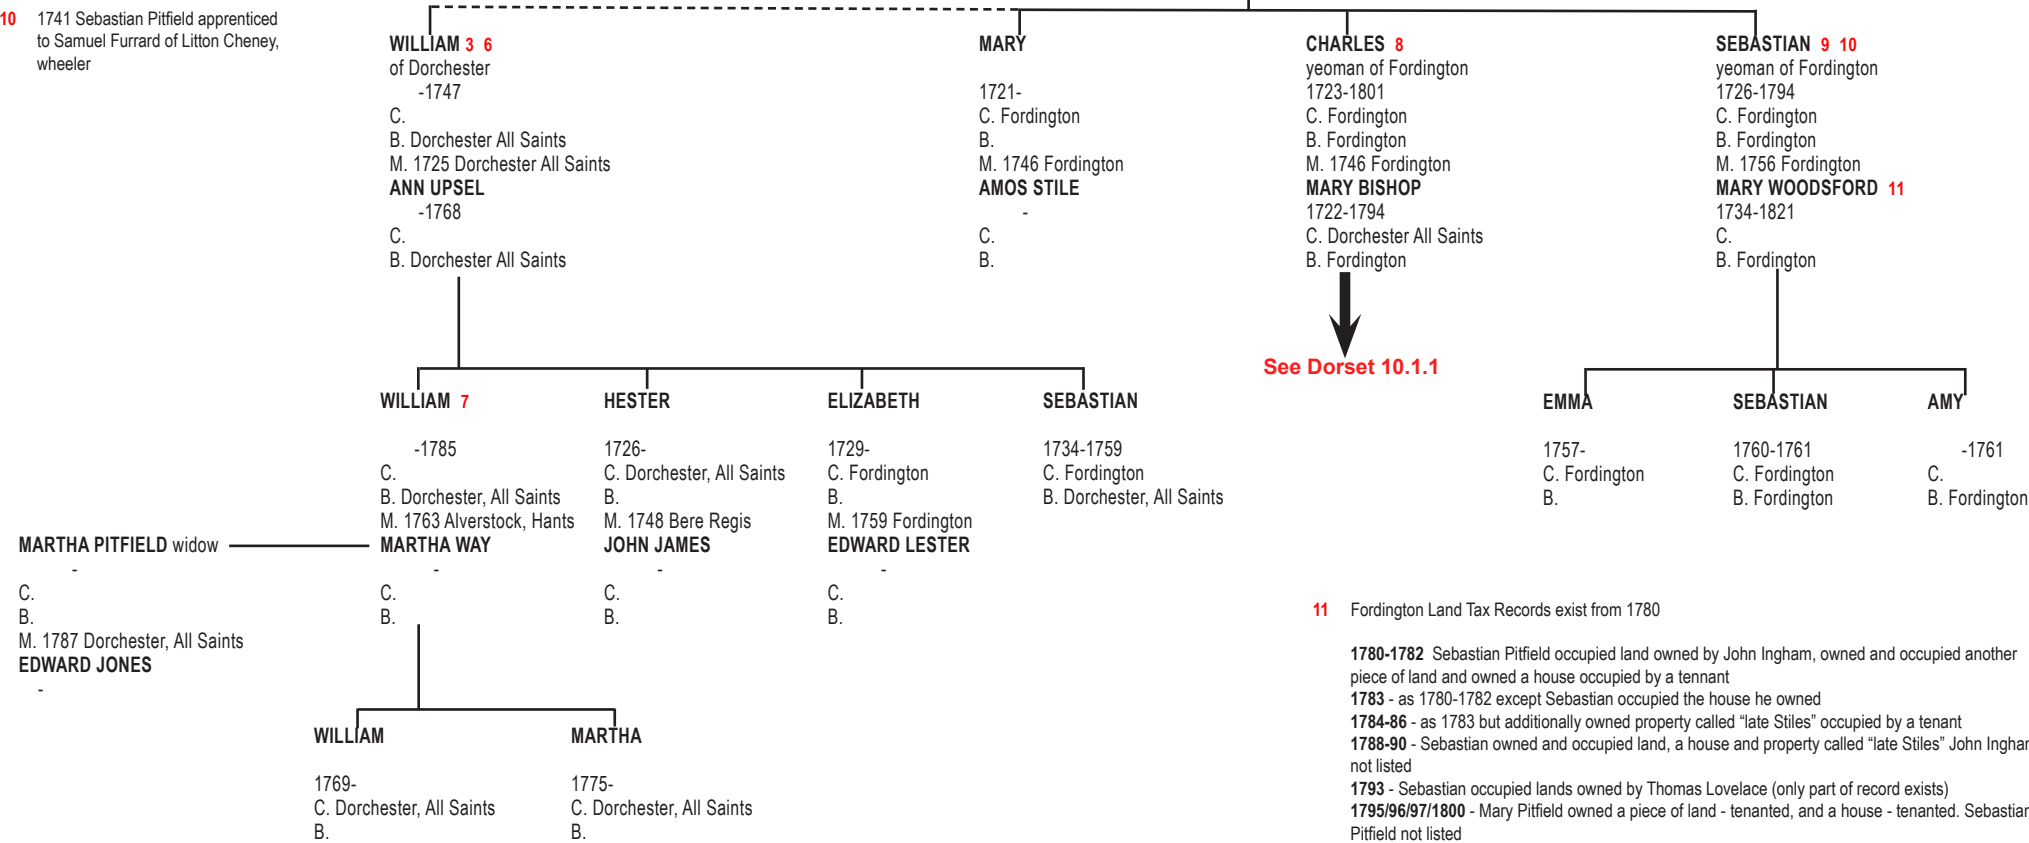 10 1741 Sebastian Pitfield apprenticed
to Samuel Furrard of Litton Cheney,
wheeler
WILLIAM 3 6
of Dorchester
-1747
C.
B. Dorchester All Saints
M. 1725 Dorchester All Saints
ANN UPSEL
-1768
C.
B. Dorchester All Saints
MARY
1721-
C. Fordington
B.
M. 1746 Fordington
AMOS STILE
-
C.
B.
CHARLES 8
yeoman of Fordington
1723-1801
C. Fordington
B. Fordington
M. 1746 Fordington
MARY BISHOP
1722-1794
C. Dorchester All Saints
B. Fordington
See Dorset 10.1.1
SEBASTIAN 9 10
yeoman of Fordington
1726-1794
C. Fordington
B. Fordington
M. 1756 Fordington
MARY WOODSFORD 11
1734-1821
C.
B. Fordington
WILLIAM 7
-1785
C.
B. Dorchester, All Saints
M. 1763 Alverstock, Hants
MARTHA WAY
-
C.
B.
HESTER
1726-
C. Dorchester, All Saints
B.
M. 1748 Bere Regis
JOHN JAMES
-
C.
B.
ELIZABETH
1729-
C. Fordington
B.
M. 1759 Fordington
EDWARD LESTER
-
C.
B.
SEBASTIAN
1734-1759
C. Fordington
B. Dorchester, All Saints
EMMA
1757-
C. Fordington
B.
SEBASTIAN
1760-1761
C. Fordington
B. Fordington
AMY
-1761
C.
B. Fordington
MARTHA PITFIELD widow
-
C.
B.
M. 1787 Dorchester, All Saints
EDWARD JONES
-
WILLIAM
1769-
C. Dorchester, All Saints
B.
MARTHA
1775-
C. Dorchester, All Saints
B.
11 Fordington Land Tax Records exist from 1780
1780-1782 Sebastian Pitfield occupied land owned by John Ingham, owned and occupied another
piece of land and owned a house occupied by a tennant
1783 - as 1780-1782 except Sebastian occupied the house he owned
1784-86 - as 1783 but additionally owned property called “late Stiles” occupied by a tenant
1788-90 - Sebastian owned and occupied land, a house and property called “late Stiles” John Ingham
not listed
1793 - Sebastian occupied lands owned by Thomas Lovelace (only part of record exists)
1795/96/97/1800 - Mary Pitfield owned a piece of land - tenanted, and a house - tenanted. Sebastian
Pitfield not listed